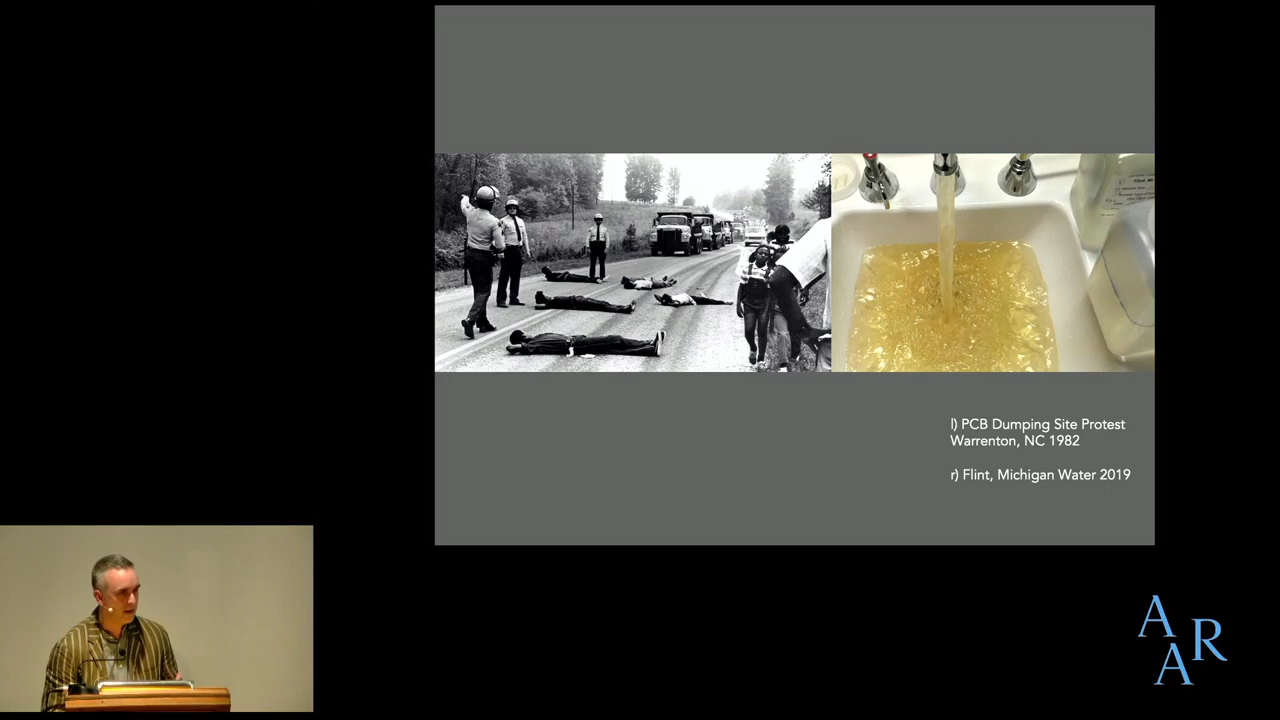 l) PCB Dumping Site Protest
Warrenton, NC 1982
r) Flint, Michigan Water 2019
A
R
A